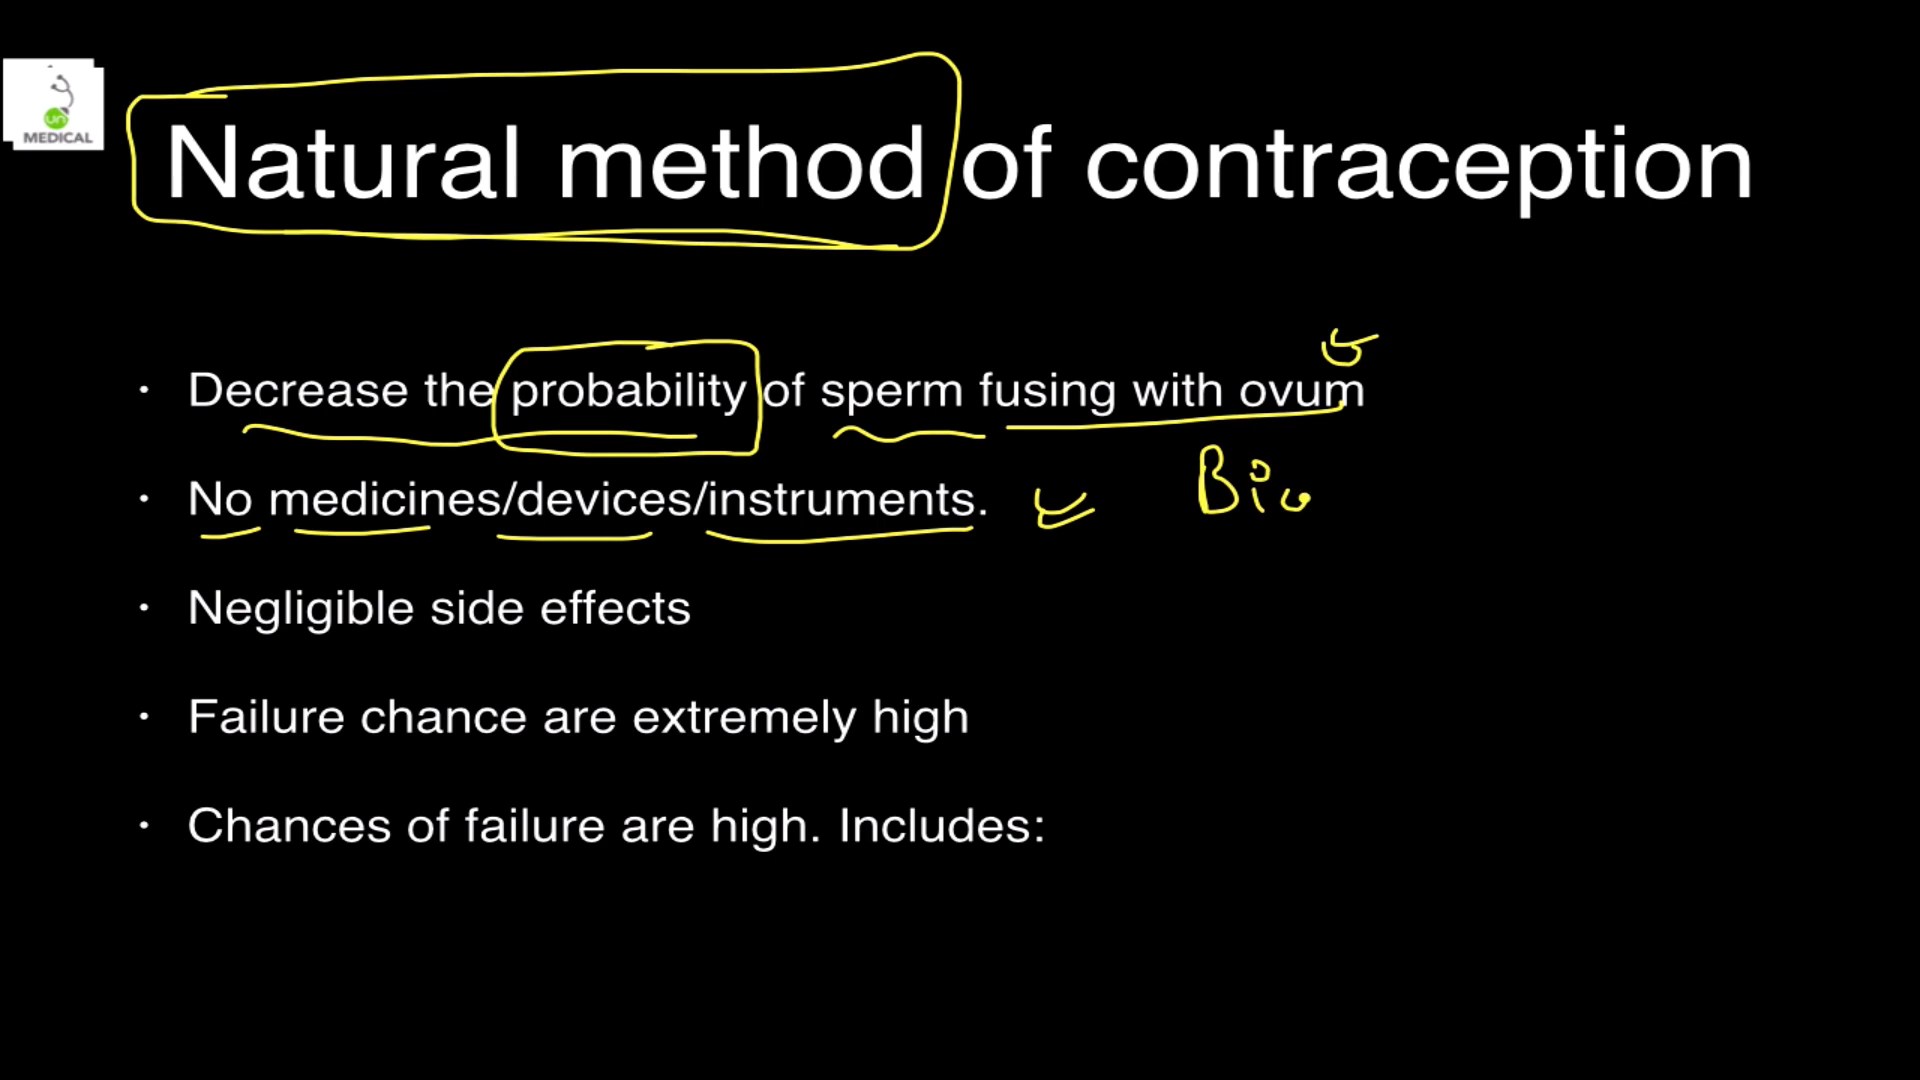 un
MEDICAL
Natural method of contraception
• Decrease the probability of sperm fusing with ovum
• No medicines/devices/instruments.
Bio
• Negligible side effects
• Failure chance are extremely high
• Chances of failure are high. Includes: